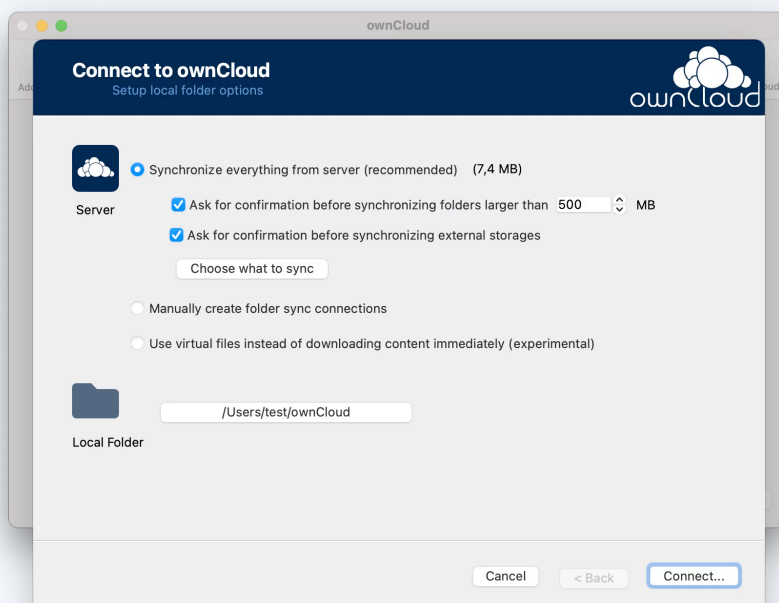 ownCloud
Connect to ownCloud
Setup local folder options
ownCloud
Synchronize everything from server (recommended) (7,4 MB)
Server
Ask for confirmation before synchronizing folders larger than 500 MB
Ask for confirmation before synchronizing external storages
Choose what to sync
Manually create folder sync connections
Use virtual files instead of downloading content immediately (experimental)
/Users/test/ownCloud
Local Folder
Cancel
< Back
Connect...